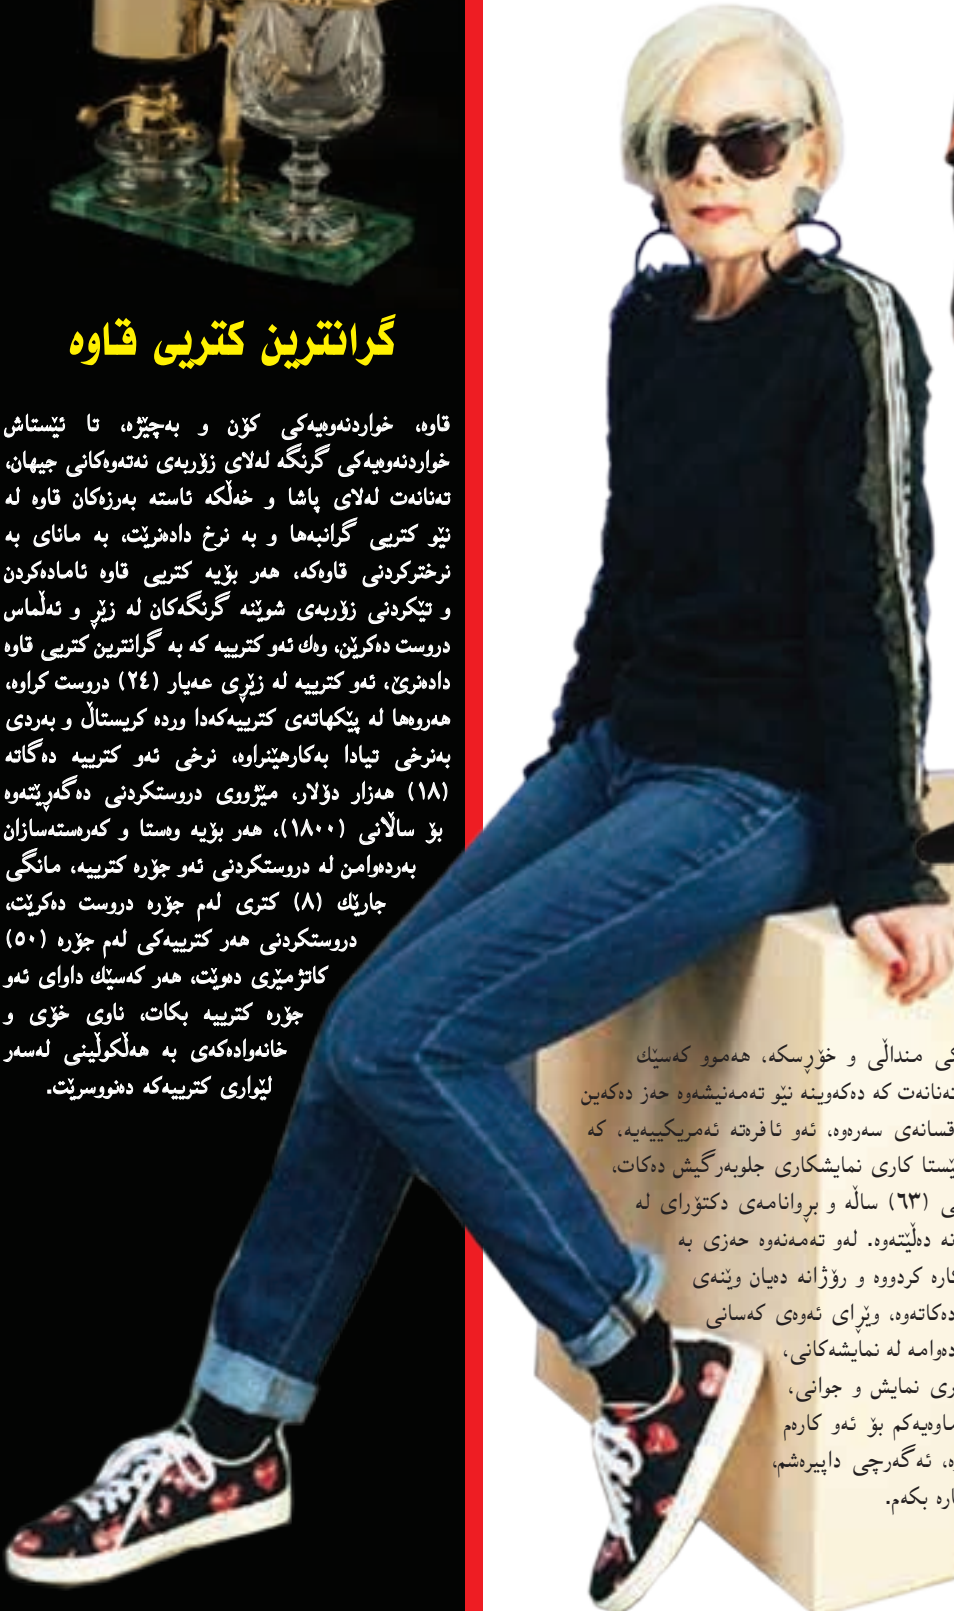 گرانترین کتریی قاوە
قاوە، خواردنەوەیەکی کۆن و بەچێژە، تا ئێستاش
خواردنەوەیەکی گرنگە لەلای زۆربەی نەتەوەکانی جیهان،
تەنانەت لەلای پاشا و خەڵکە ئاستە بەرزەکان قاوە لە
نێو کتریی گرانبەها و بە نرخ دادەنرێت، بە مانای بە
نرخترکردنی قاوەکە، هەر بۆیە کتریی قاوە ئامادەکردن
و تێکردنی زۆربەی شوێنە گرنگەکان لە زێڕ و ئەڵماس
دروست دەکرێن، وەك ئەو کترییە کە بە گرانترین کتریی قاوە
دادەنرێ، ئەو کترییە لە زێڕی عەیار (٢٤) دروست کراوە،
هەروەها لە پێکهاتەی کترییەکەدا وردە کریستاڵ و بەردی
بەنرخی تیادا بەکارهێنراوە، نرخی ئەو کترییە دەگاتە
(١٨) هەزار دۆلار، مێژووی دروستکردنی دەگەڕێتەوە
بۆ ساڵانی (١٨٠٠)، هەر بۆیە وەستا و کەرەستەسازان
بەردەوامن لە دروستکردنی ئەو جۆرە کترییە، مانگی
جارێك (٨) کتری لەم جۆرە دروست دەکرێت،
دروستکردنی هەر کترییەکی لەم جۆرە (٥٠)
کاتژمێری دەوێت، هەر کەسێك داوای ئەو
جۆرە کترییە بکات، ناوی خۆی و
خانەوادەکەی بە هەڵکوڵینی لەسەر
لێواری کترییەکە دەنووسرێت.
کی منداڵی و خۆڕسکە، هەموو کەسێك
تەنانەت کە دەکەوینە نێو تەمەنیشەوە حەز دەکەین
قسانەی سەرەوە، ئەو ئافرەتە ئەمریکییەیە، کە
ێستا کاری نمایشکاری جلوبەرگیش دەکات،
ی (٦٣) ساڵە و بڕوانامەی دکتۆرای لە
تە دەڵێتەوە. لەو تەمەنەوە حەزی بە
کارە کردووە و رۆژانە دەیان وێنەی
دەکاتەوە، وێڕای ئەوەی کەسانی
دەوامە لە نمایشەکانی،
ری نمایش و جوانی،
ماوەیەکم بۆ ئەو کارەم
ە، ئەگەرچی داپیرەشم،
ارە بکەم.